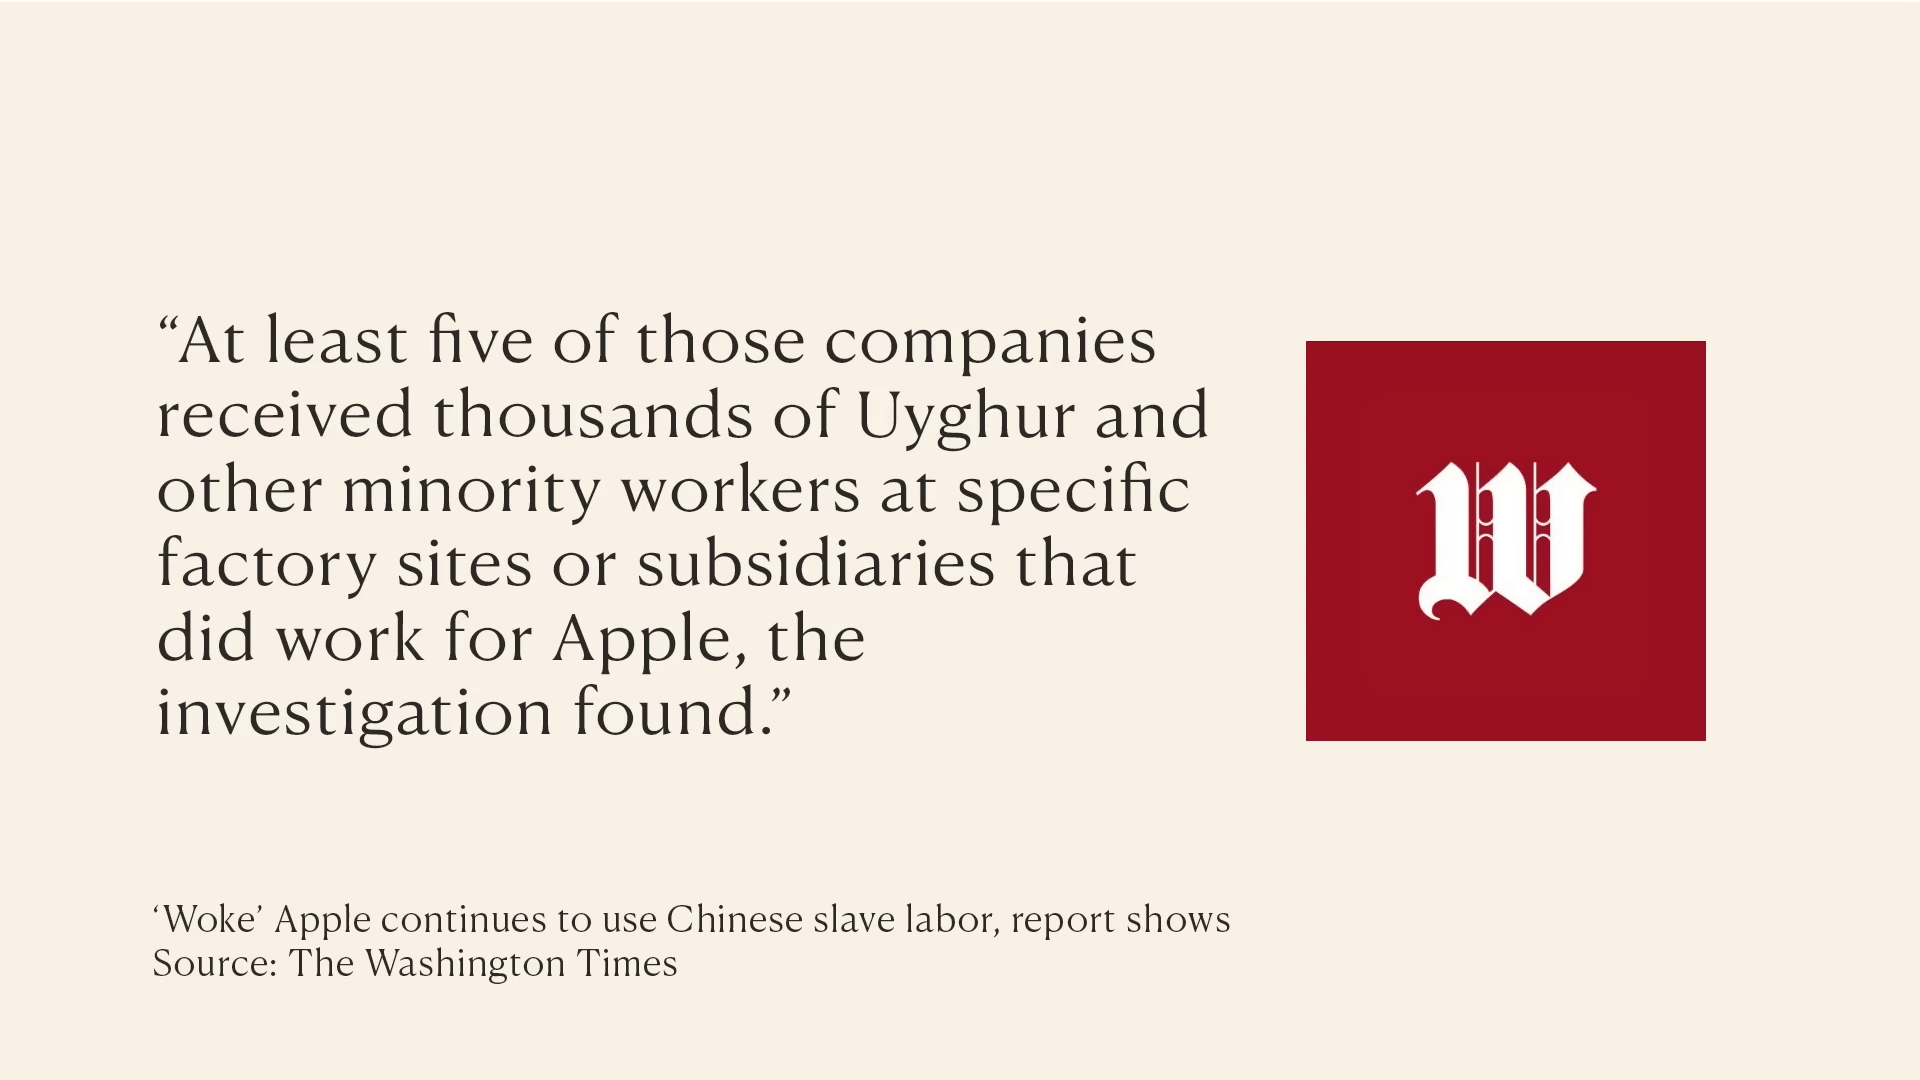 “At least five of those companies
received thousands of Uyghur and
other minority workers at specific
factory sites or subsidiaries that
did work for Apple, the
investigation found.”
W
‘Woke’ Apple continues to use Chinese slave labor, report shows
Source: The Washington Times